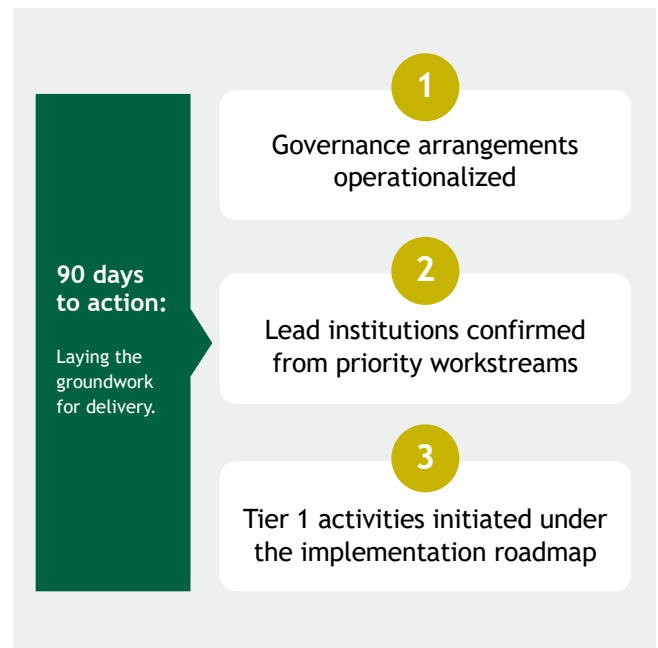 90 days
to action:
Laying the
groundwork
for delivery.
1
Governance arrangements
operationalized
2
Lead institutions confirmed
from priority workstreams
3
Tier 1 activities initiated under
the implementation roadmap